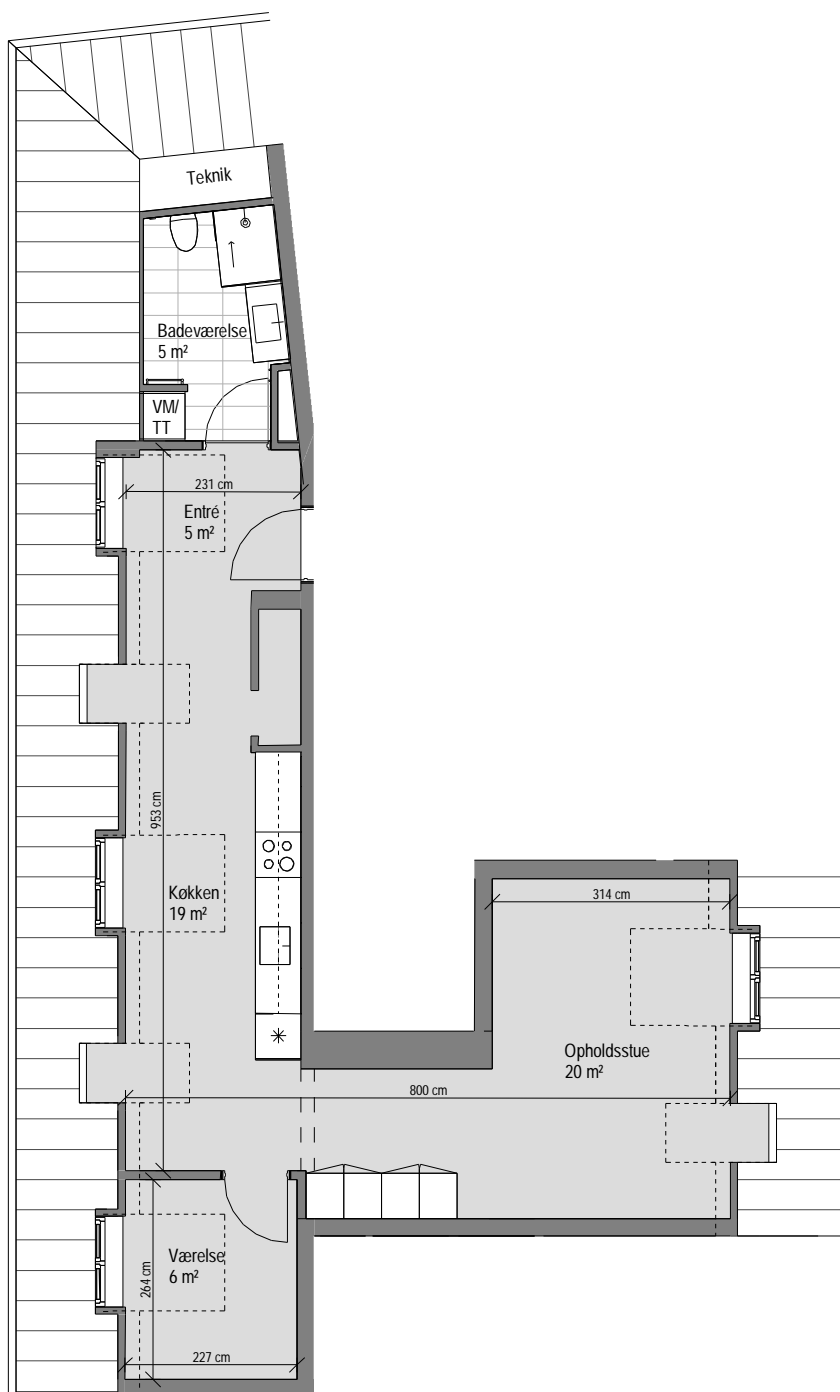 Teknik
Badeværelse
5 m²
VM/
TT
231 cm
Entré
5 m²
953 cm
Køkken
19 m²
314 cm
Opholdsstue
20 m²
800 cm
Værelse
6 m²
264 cm
227 cm